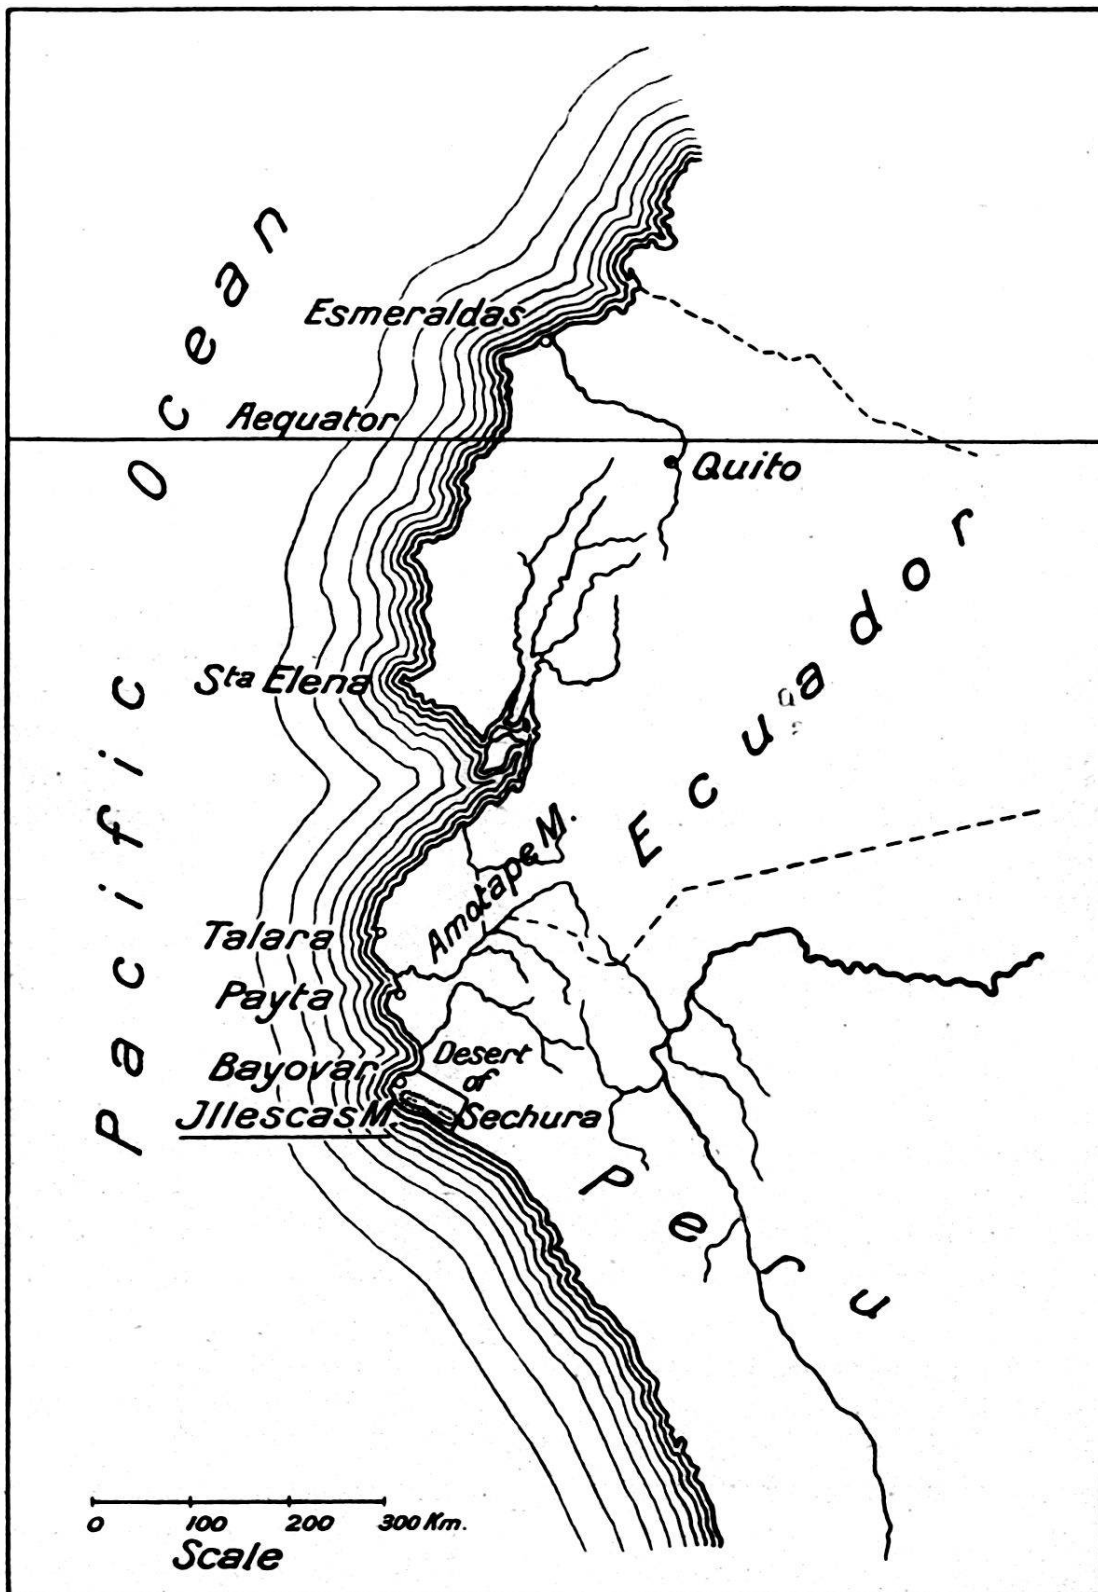 Pacific Ocean
Esmeraldas
Aequator
Quito
Ecuador
Sta Elena
Amotape M.
Talara
Payta
Bayovar
Desert
of
Sechura
Jllescas M
Peru
0 100 200 300 Km.
Scale